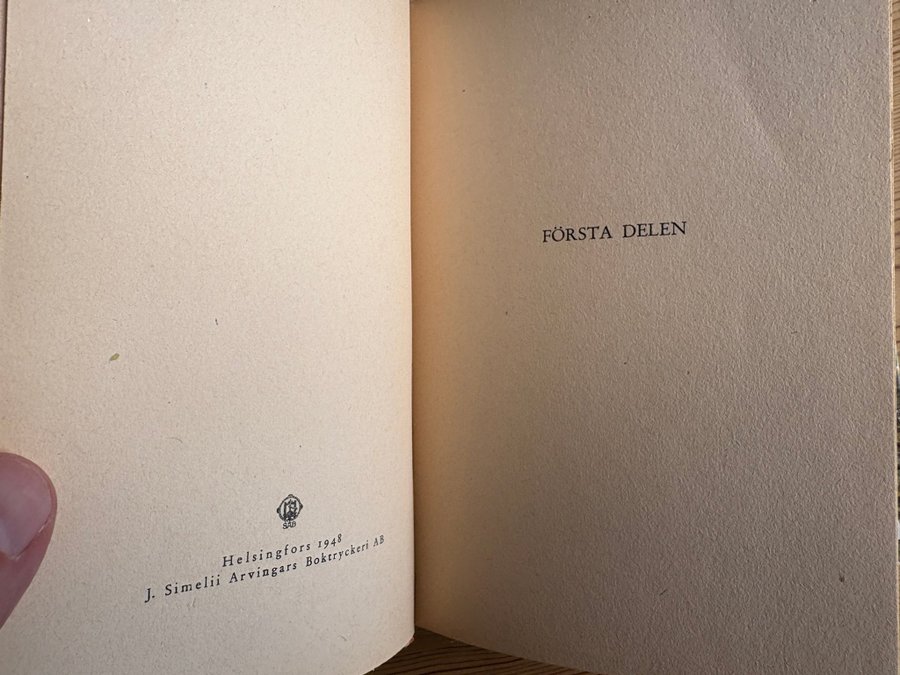 SAB
Helsingfors 1948
J. Simelii Arvingars Boktryckeri AB
FÖRSTA DELEN